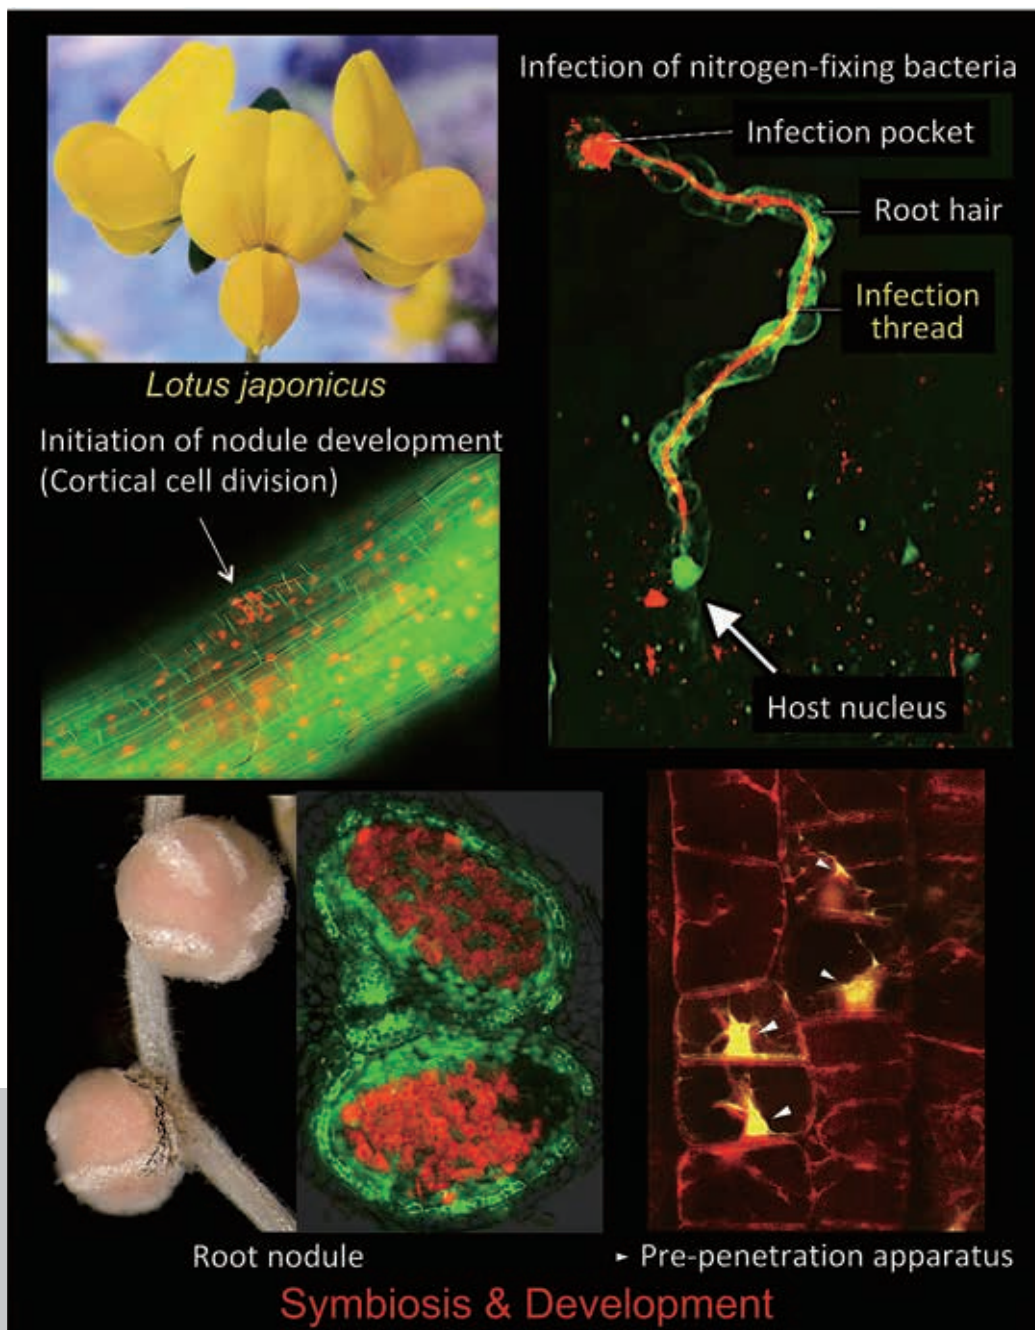 Lotus japonicus
Initiation of nodule development
(Cortical cell division)
Infection of nitrogen-fixing bacteria
Infection pocket
Root hair
Infection
thread
Host nucleus
Root nodule
► Pre-penetration apparatus
Symbiosis & Development